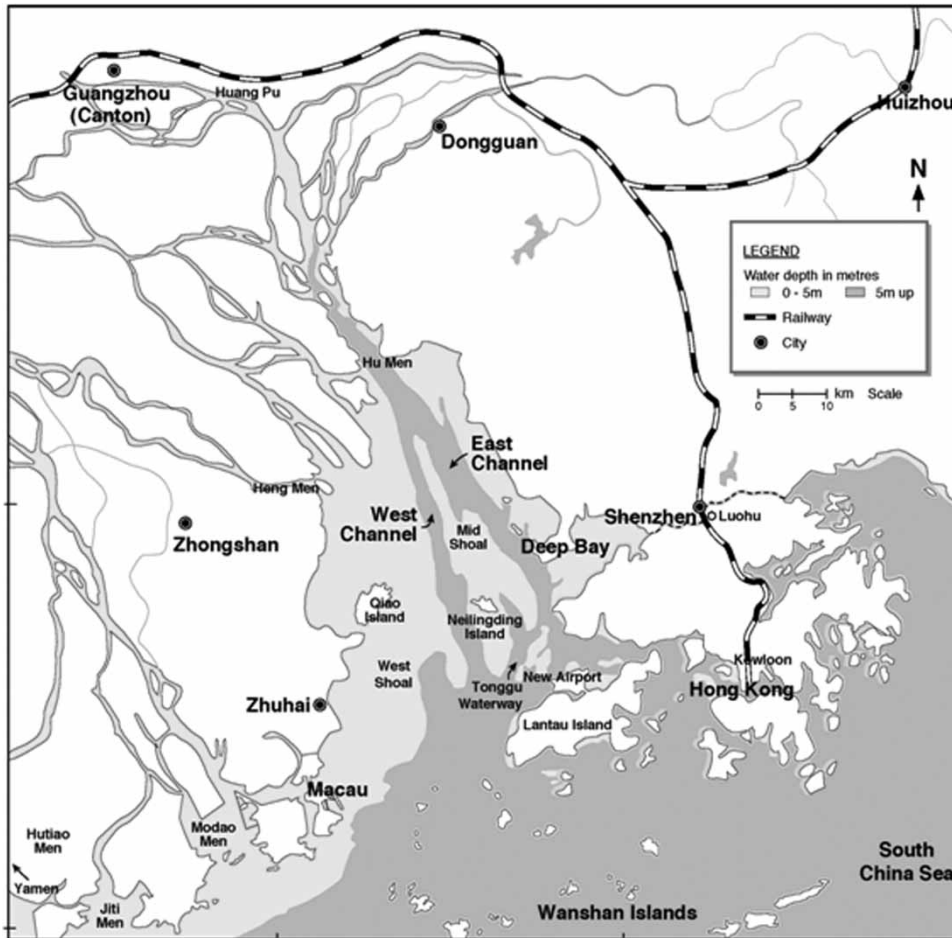 Guangzhou
(Canton)
Huang Pu
Dongguan
Huizhou
N
LEGEND
Water depth in metres
0 - 5m
5m up
Railway
City
0 5 10 km Scale
Hu Men
East
Channel
Heng Men
West
Channel
Mid
Shoal
Deep Bay
Shenzhen
Luohu
Zhongshan
Qiao
Island
Neilingding
Island
West
Shoal
Tonggu
Waterway
New Airport
Kowloon
Hong Kong
Lantau Island
Zhuhai
Macau
Hutiao
Men
Modao
Men
Yamen
Jiti
Men
South
China Sea
Wanshan Islands